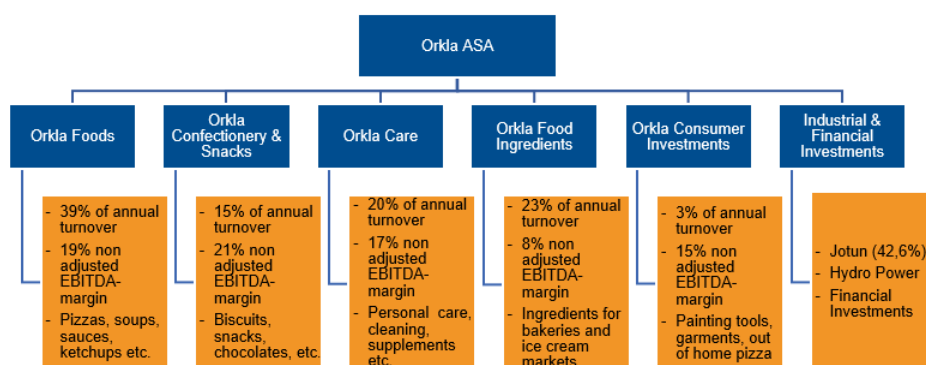 Orkla ASA
Orkla Foods
Orkla
Confectionery &
Snacks
Orkla Care
Orkla Food
Ingredients
Orkla Consumer
Investments
Industrial &
Financial
Investments
- 39% of annual
turnover
- 19% non
adjusted
EBITDA-
margin
- Pizzas, soups,
sauces,
ketchups etc.
- 15% of annual
turnover
- 21% non
adjusted
EBITDA-
margin
- Biscuits,
snacks,
chocolates, etc.
- 20% of annual
turnover
- 17% non
adjusted
EBITDA-
margin
- Personal care,
cleaning,
supplements
etc
- 23% of annual
turnover
- 8% non
adjusted
EBITDA-
margin
- Ingredients for
bakeries and
ice cream
markets
- 3% of annual
turnover
- 15% non
adjusted
EBITDA-
margin
- Painting tools,
garments, out
of home pizza
- Jotun (42,6%)
- Hydro Power
- Financial
Investments